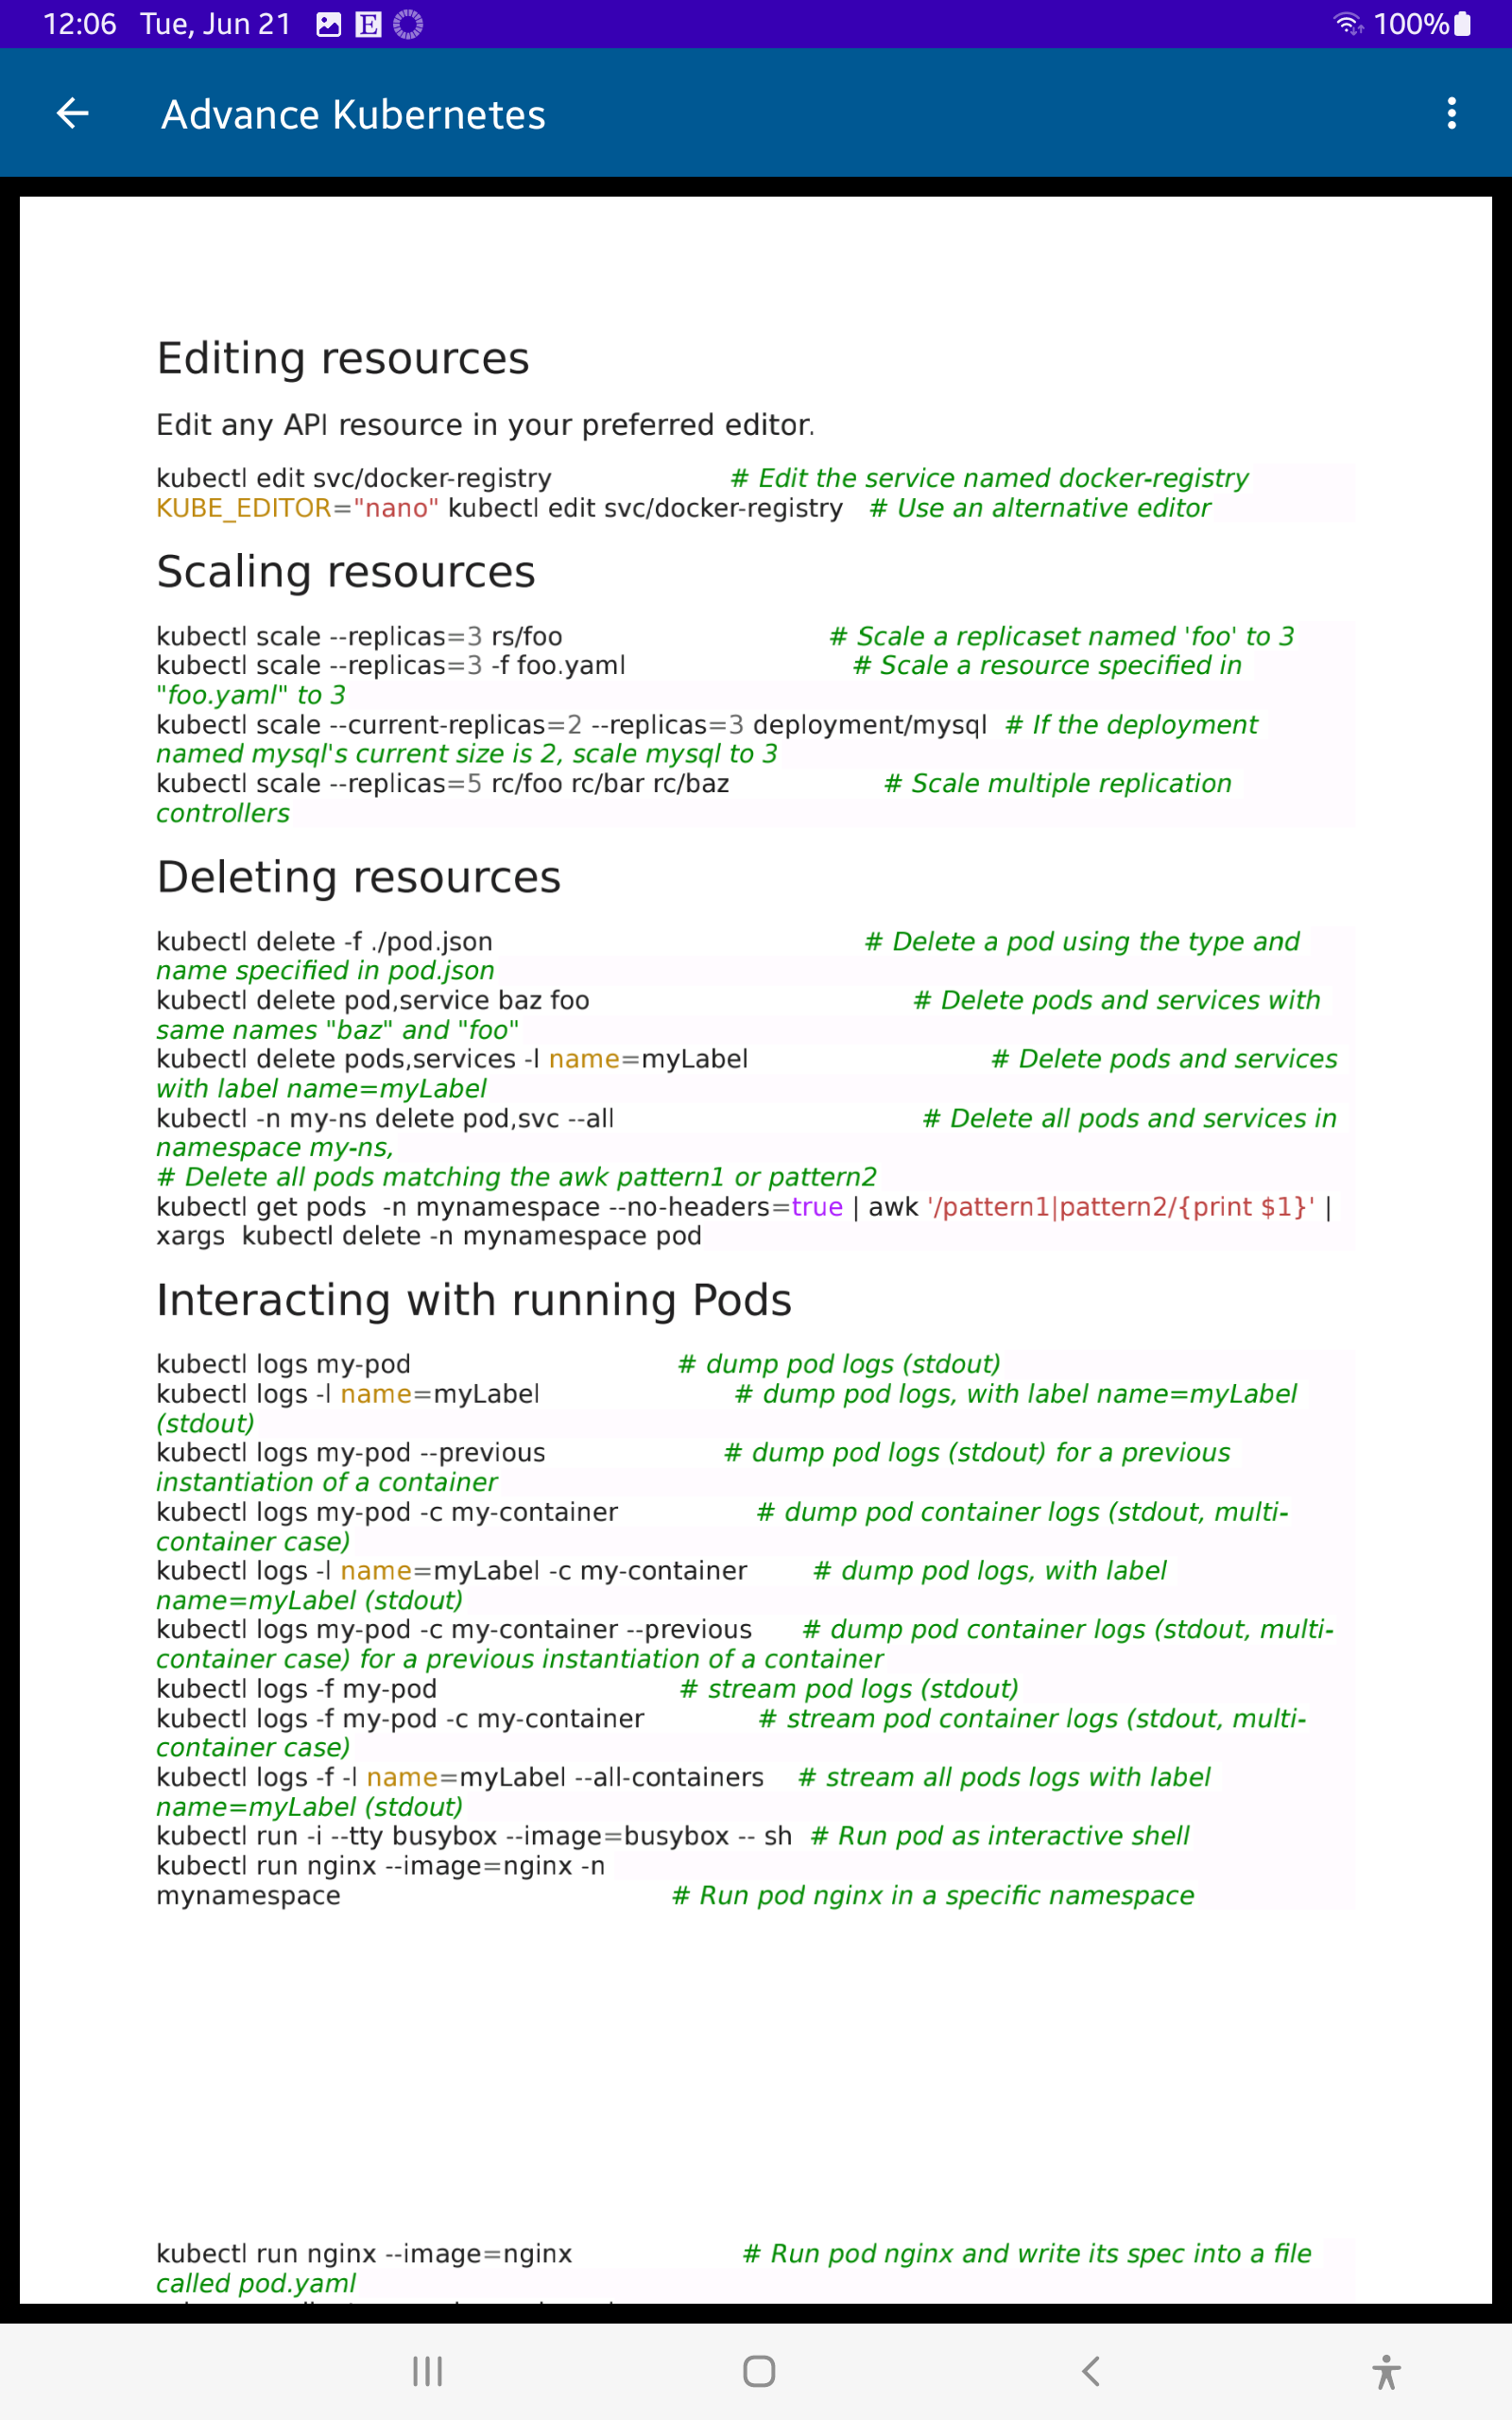 12:06 Tue, Jun 21 E 100%
Advance Kubernetes
Editing resources
Edit any API resource in your preferred editor.
kubectl edit svc/docker-registry # Edit the service named docker-registry
KUBE_EDITOR="nano" kubectl edit svc/docker-registry # Use an alternative editor
Scaling resources
kubectl scale --replicas=3 rs/foo # Scale a replicaset named 'foo' to 3
kubectl scale --replicas=3 -f foo.yaml # Scale a resource specified in
"foo.yaml" to 3
kubectl scale --current-replicas=2 --replicas=3 deployment/mysql # If the deployment
named mysql's current size is 2, scale mysql to 3
kubectl scale --replicas=5 rc/foo rc/bar rc/baz # Scale multiple replication
controllers
Deleting resources
kubectl delete -f ./pod.json # Delete a pod using the type and
name specified in pod.json
kubectl delete pod,service baz foo # Delete pods and services with
same names "baz" and "foo"
kubectl delete pods,services -l name=myLabel # Delete pods and services
with label name=myLabel
kubectl -n my-ns delete pod,svc --all # Delete all pods and services in
namespace my-ns,
# Delete all pods matching the awk pattern1 or pattern2
kubectl get pods -n mynamespace --no-headers=true | awk '/pattern1|pattern2/{print $1}' |
xargs kubectl delete -n mynamespace pod
Interacting with running Pods
kubectl logs my-pod # dump pod logs (stdout)
kubectl logs -l name=myLabel # dump pod logs, with label name=myLabel
(stdout)
kubectl logs my-pod --previous # dump pod logs (stdout) for a previous
instantiation of a container
kubectl logs my-pod -c my-container # dump pod container logs (stdout, multi-
container case)
kubectl logs -l name=myLabel -c my-container # dump pod logs, with label
name=myLabel (stdout)
kubectl logs my-pod -c my-container --previous # dump pod container logs (stdout, multi-
container case) for a previous instantiation of a container
kubectl logs -f my-pod # stream pod logs (stdout)
kubectl logs -f my-pod -c my-container # stream pod container logs (stdout, multi-
container case)
kubectl logs -f -l name=myLabel --all-containers # stream all pods logs with label
name=myLabel (stdout)
kubectl run -i --tty busybox --image=busybox -- sh # Run pod as interactive shell
kubectl run nginx --image=nginx -n
mynamespace # Run pod nginx in a specific namespace
kubectl run nginx --image=nginx # Run pod nginx and write its spec into a file
called pod.yaml